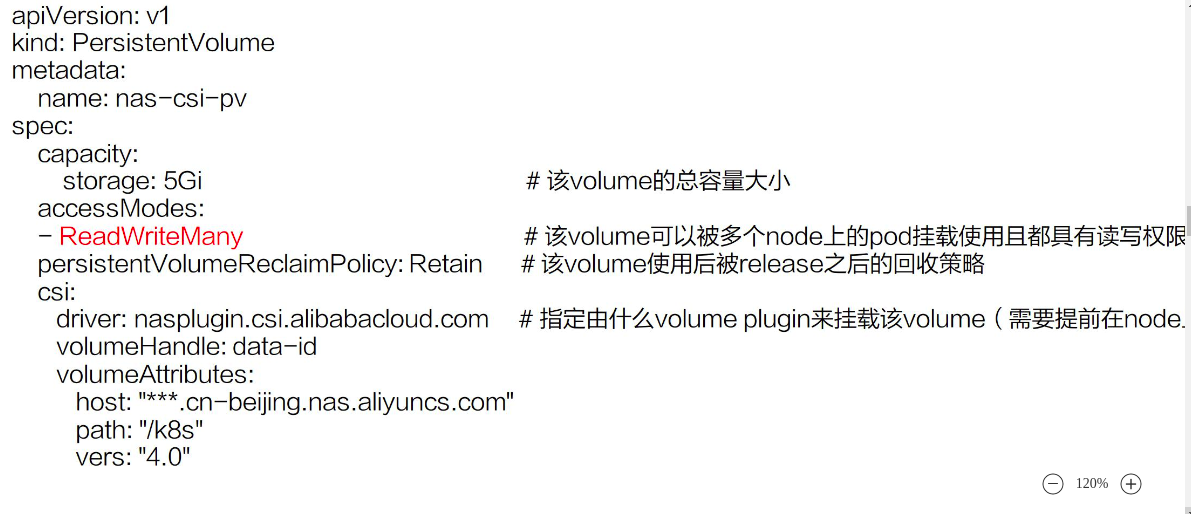 apiVersion: v1
kind: PersistentVolume
metadata:
name: nas-csi-pv
spec:
capacity:
storage: 5Gi # 该volume的总容量大小
accessModes:
- ReadWriteMany # 该volume可以被多个node上的pod挂载使用且都具有读写权限
persistentVolumeReclaimPolicy: Retain # 该volume使用后被release之后的回收策略
csi:
driver: nasplugin.csi.alibabacloud.com # 指定由什么volume plugin来挂载该volume（需要提前在node
volumeHandle: data-id
volumeAttributes:
host: "***.cn-beijing.nas.aliyuncs.com"
path: "/k8s"
vers: "4.0"
120%